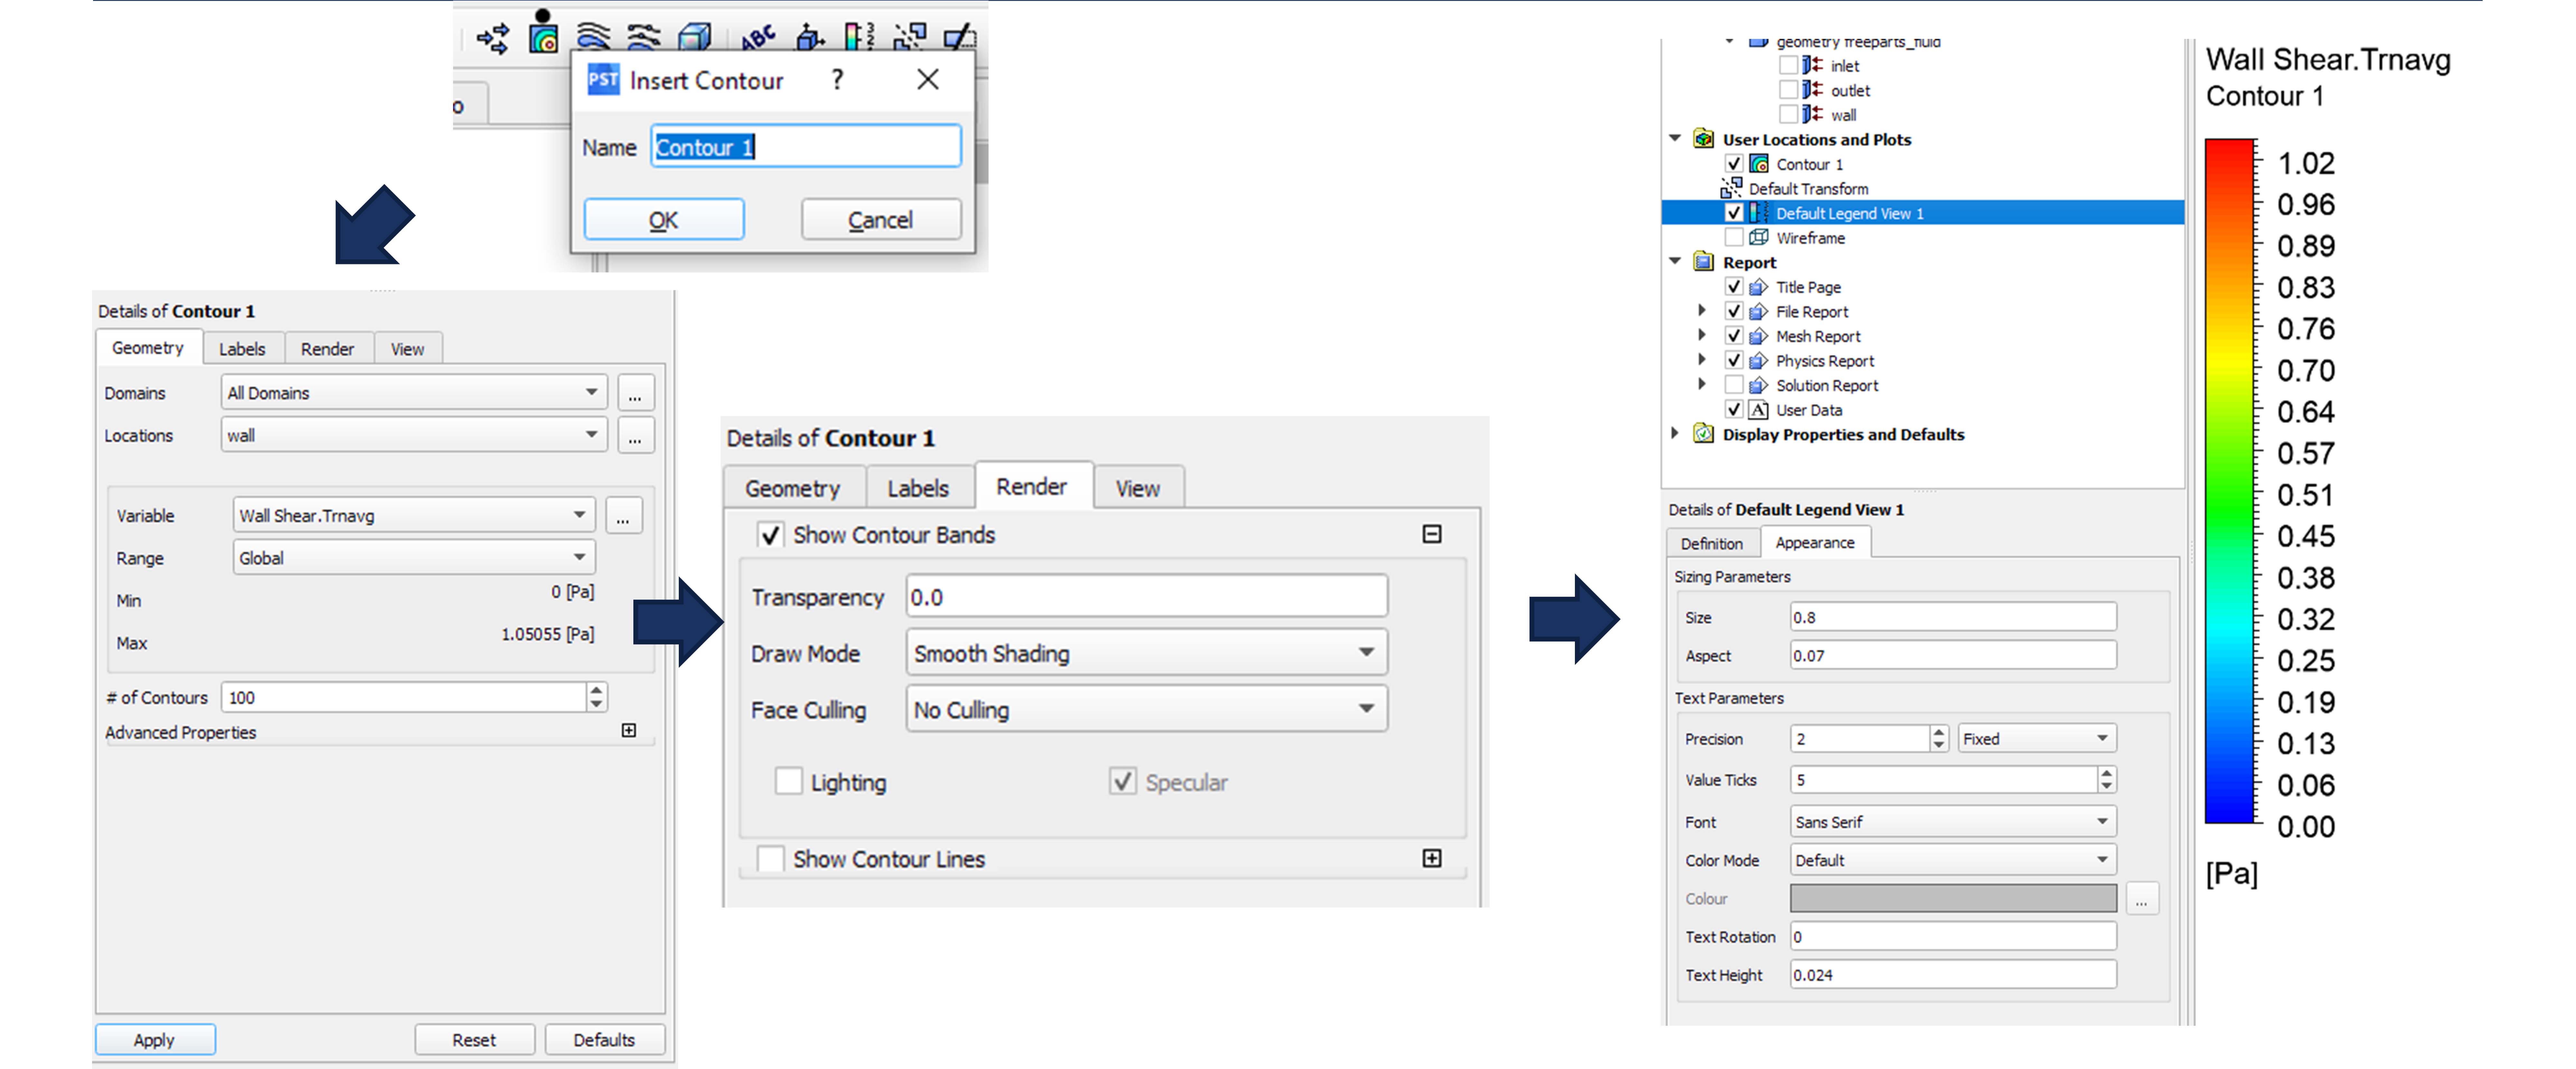 ABC
o
PST Insert Contour ? ×
Name Contour 1
OK Cancel
Details of Contour 1
Geometry Labels Render View
Domains All Domains ...
Locations wall ...
Variable Wall Shear.Trnavg ...
Range Global
Min 0 [Pa]
Max 1.05055 [Pa]
# of Contours 100
Advanced Properties
Apply Reset Defaults
Details of Contour 1
Geometry Labels Render View
Show Contour Bands
Transparency 0.0
Draw Mode Smooth Shading
Face Culling No Culling
Lighting Specular
Show Contour Lines
geometry freeparts_fluid
inlet
outlet
wall
User Locations and Plots
Contour 1
Default Transform
Default Legend View 1
Wireframe
Report
Title Page
File Report
Mesh Report
Physics Report
Solution Report
A User Data
Display Properties and Defaults
Details of Default Legend View 1
Definition Appearance
Sizing Parameters
Size 0.8
Aspect 0.07
Text Parameters
Precision 2 Fixed
Value Ticks 5
Font Sans Serif
Color Mode Default
Colour ...
Text Rotation 0
Text Height 0.024
Wall Shear.Trnavg
Contour 1
1.02
0.96
0.89
0.83
0.76
0.70
0.64
0.57
0.51
0.45
0.38
0.32
0.25
0.19
0.13
0.06
0.00
[Pa]